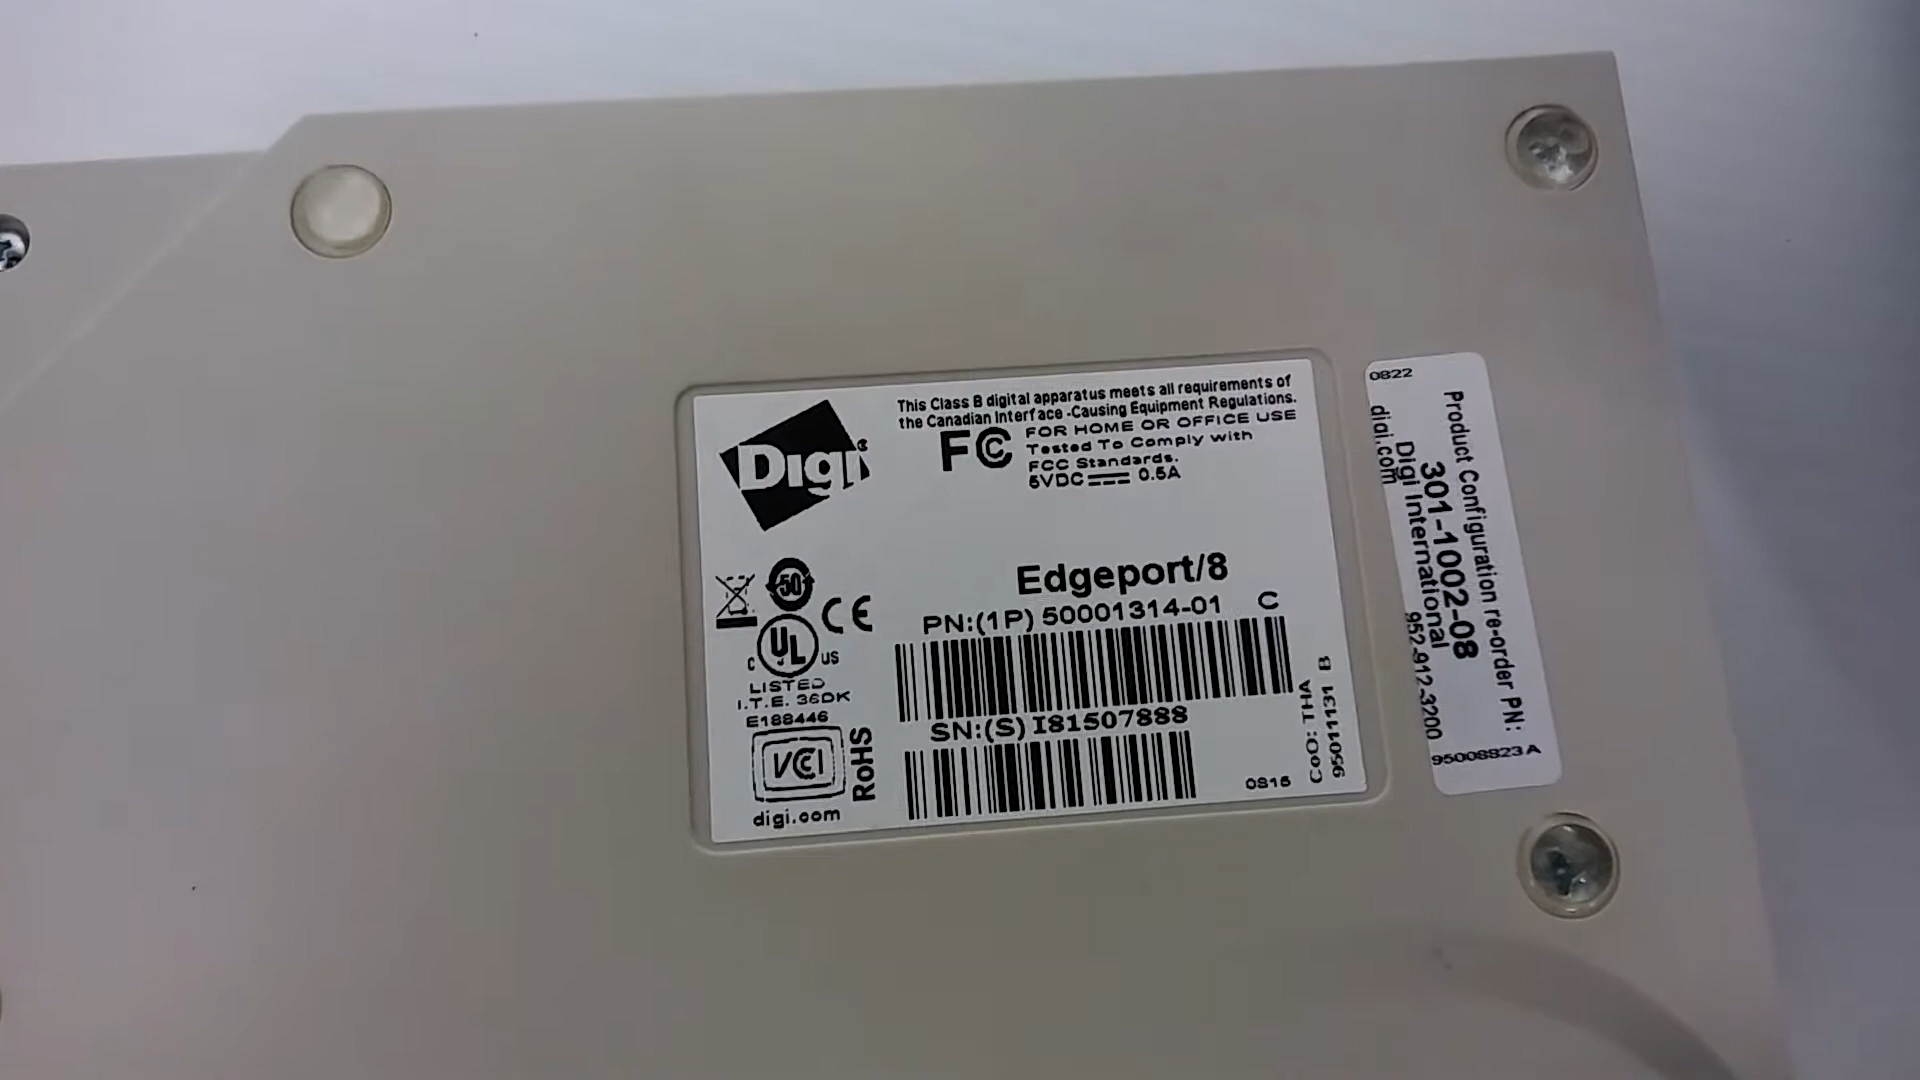 This Class B digital apparatus meets all requirements of
the Canadian Interface-Causing Equipment Regulations.
FC
FOR HOME OR OFFICE USE
Tested To Comply with
FCC Standards.
5VDC 0.5A
Digi®
Edgeport/8
PN:(1P) 50001314-01 C
SN:(S) I81507888
50
CE
C UL US
LISTED
I.T.E. 36DK
E188446
VCI
RoHS
digi.com
0816
CoO: THA
95011131 B
0822
Product Configuration re-order PN:
301-1002-08
Digi International
digi.com 952-912-3200
95008823 A